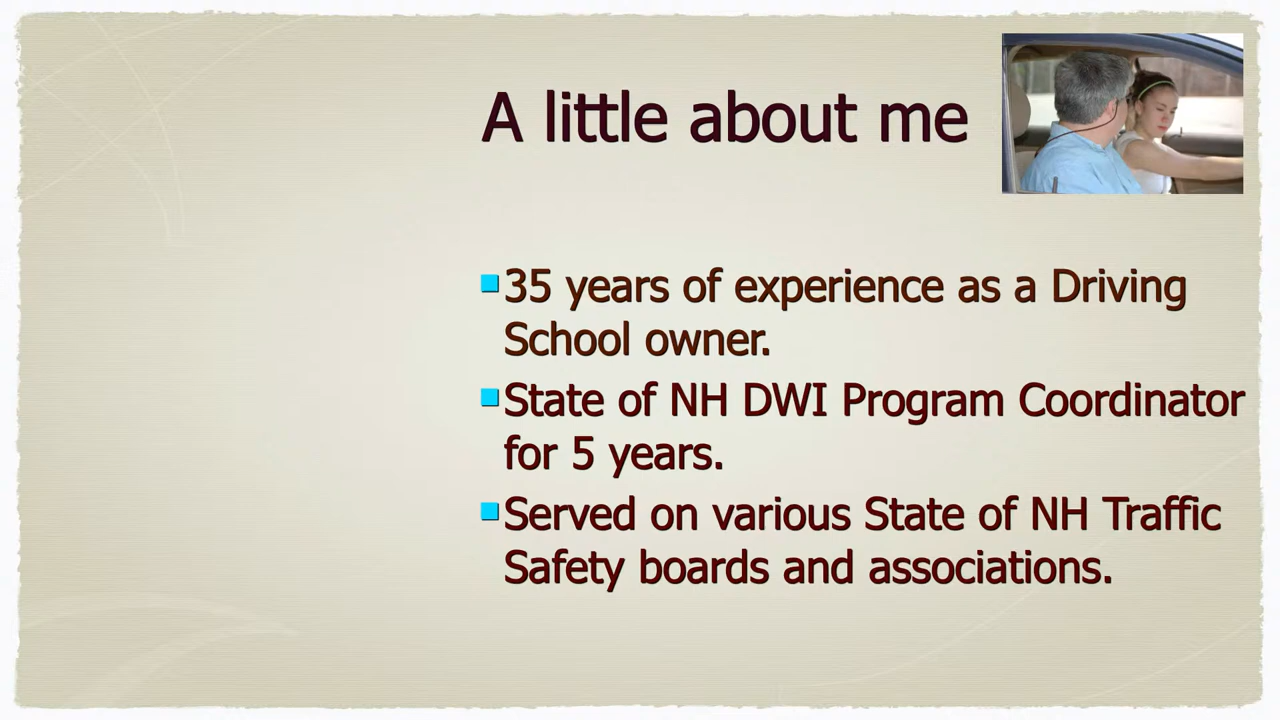 A little about me
35 years of experience as a Driving
School owner.
State of NH DWI Program Coordinator
for 5 years.
Served on various State of NH Traffic
Safety boards and associations.